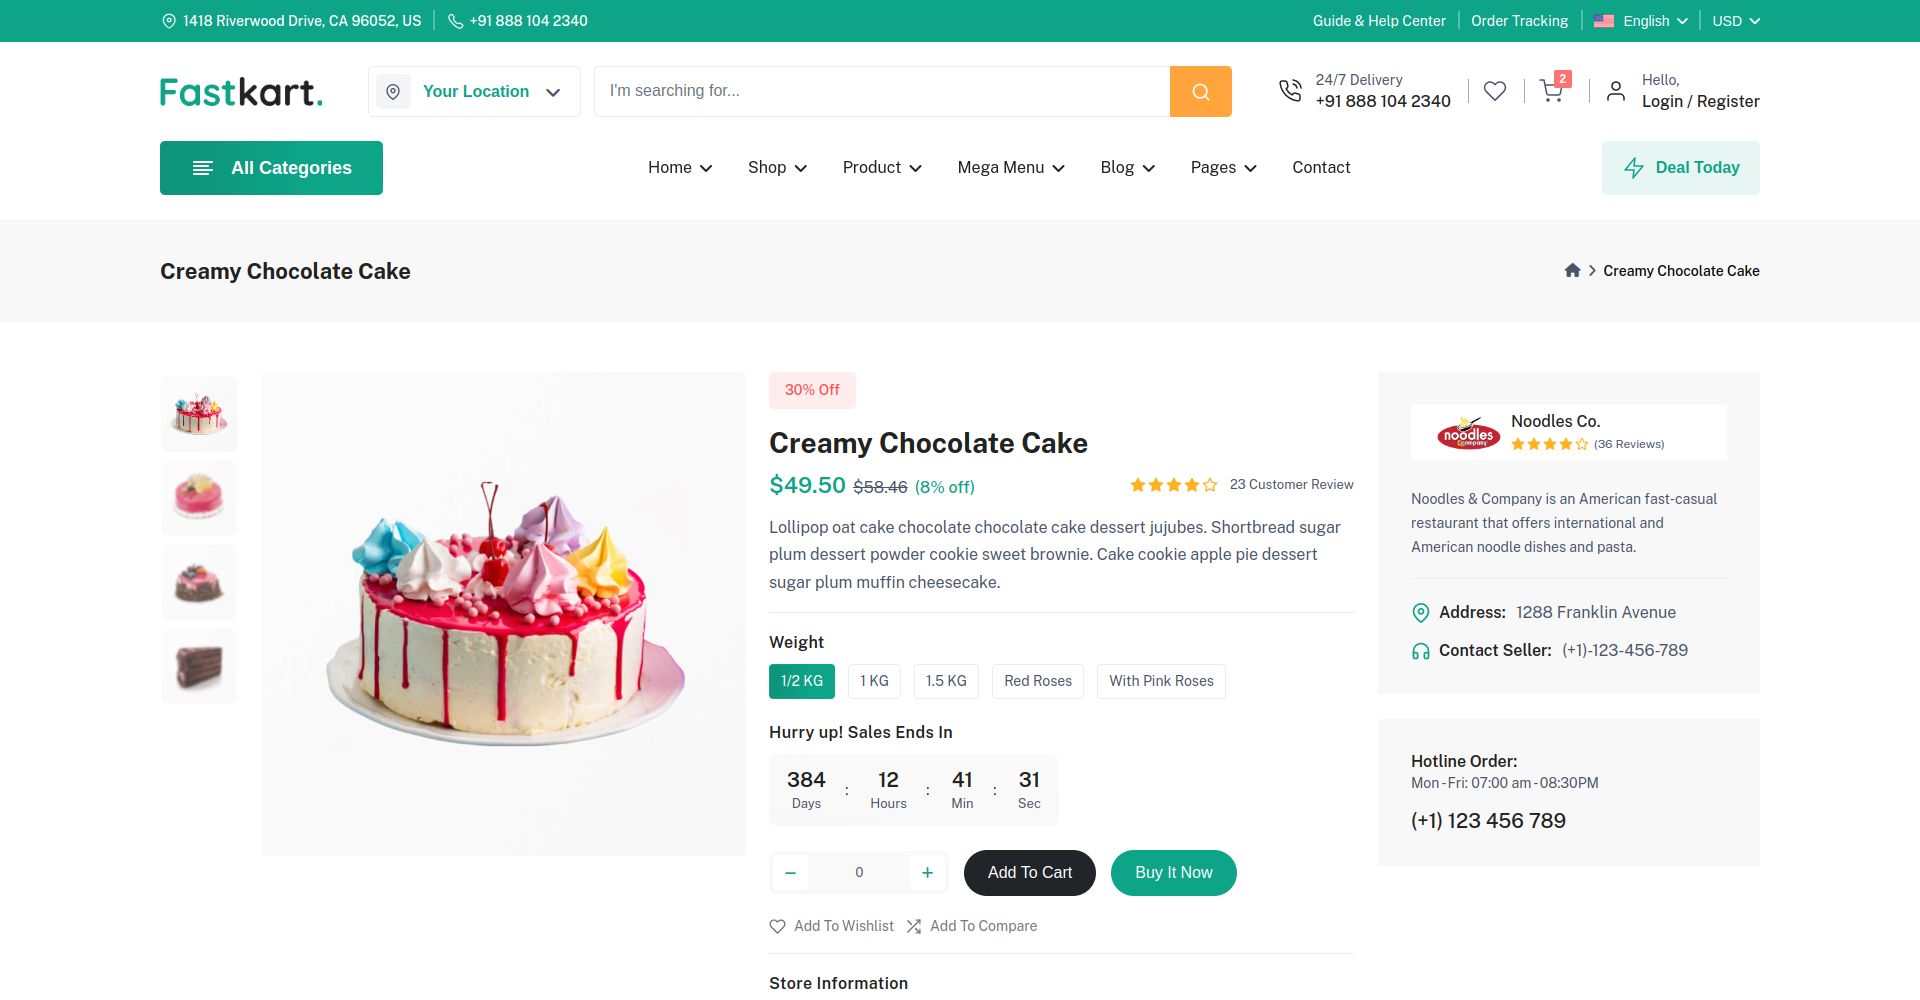 1418 Riverwood Drive, CA 96052, US
+91 888 104 2340
Guide & Help Center
Order Tracking
English
USD
Fastkart.
Your Location
I'm searching for...
24/7 Delivery
+91 888 104 2340
2
Hello,
Login / Register
All Categories
Home
Shop
Product
Mega Menu
Blog
Pages
Contact
Deal Today
Creamy Chocolate Cake
Creamy Chocolate Cake
30% Off
Creamy Chocolate Cake
$49.50 $58.46 (8% off)
23 Customer Review
Lollipop oat cake chocolate chocolate cake dessert jujubes. Shortbread sugar
plum dessert powder cookie sweet brownie. Cake cookie apple pie dessert
sugar plum muffin cheesecake.
Weight
1/2 KG
1 KG
1.5 KG
Red Roses
With Pink Roses
Hurry up! Sales Ends In
384 : 12 : 41 : 31
Days Hours Min Sec
− 0 +
Add To Cart
Buy It Now
Add To Wishlist
Add To Compare
Store Information
noodles
& company
Noodles Co.
(36 Reviews)
Noodles & Company is an American fast-casual
restaurant that offers international and
American noodle dishes and pasta.
Address: 1288 Franklin Avenue
Contact Seller: (+1)-123-456-789
Hotline Order:
Mon - Fri: 07:00 am - 08:30PM
(+1) 123 456 789